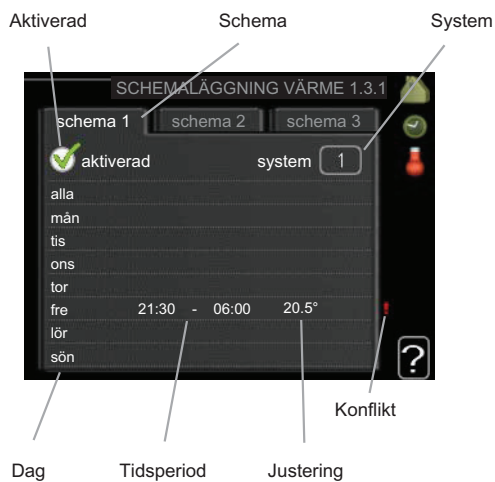 Aktiverad Schema System
SCHEMALÄGGNING VÄRME 1.3.1
schema 1 schema 2 schema 3
aktiverad system 1
alla
mån
tis
ons
tor
fre 21:30 - 06:00 20.5° !
lör
sön
?
Konflikt
Dag Tidsperiod Justering